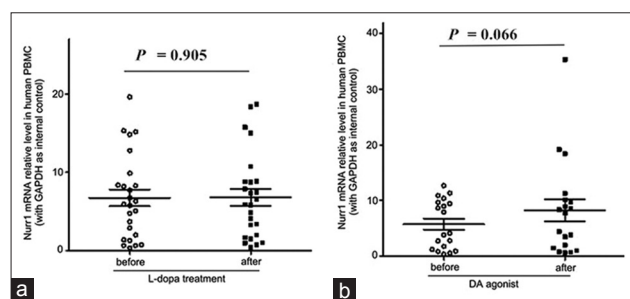 P = 0.905
Nurr1 mRNA relative level in human PBMC
(with GAPDH as internal control)
20
10
0
before
after
L-dopa treatment
a
P = 0.066
Nurr1 mRNA relative level in human PBMC
(with GAPDH as internal control)
40
30
20
10
0
before
after
DA agonist
b